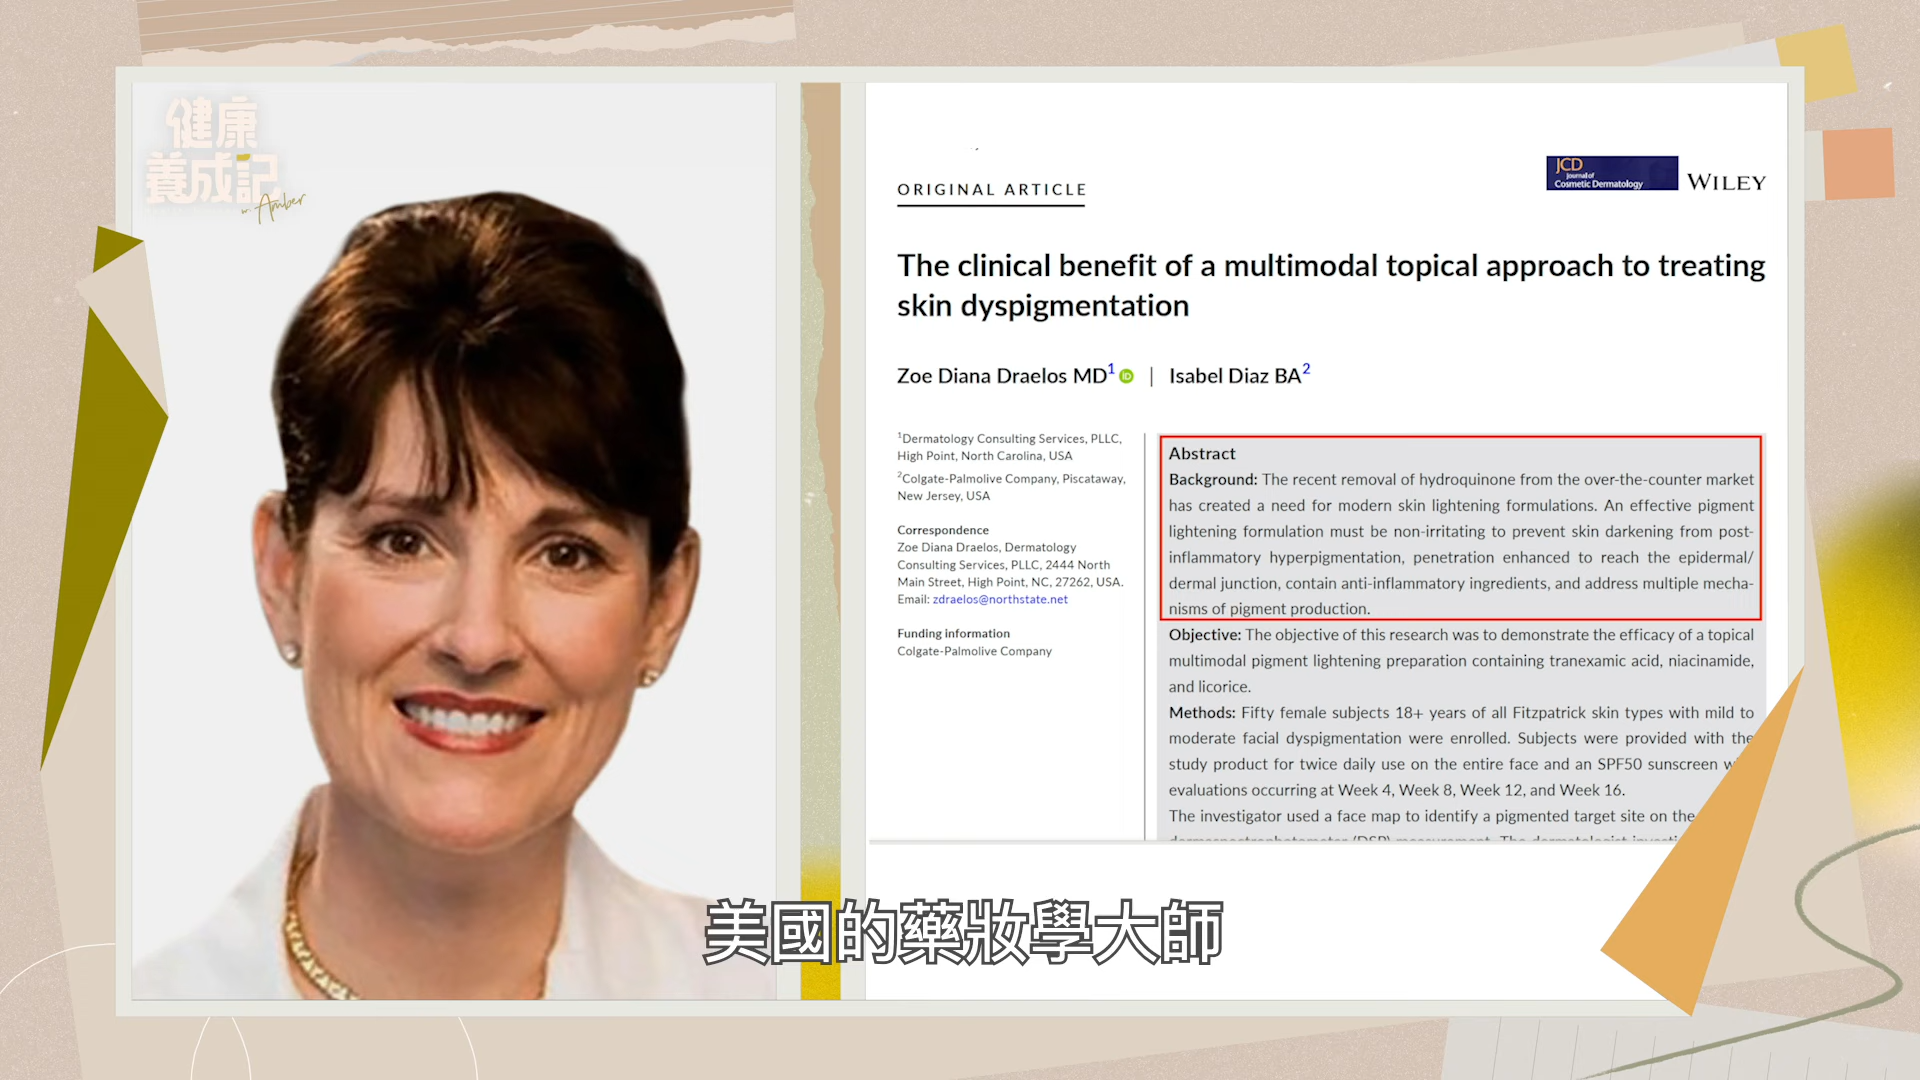 健康
養成記
w. Amber
ORIGINAL ARTICLE
JCD
Journal of
Cosmetic Dermatology
WILEY
The clinical benefit of a multimodal topical approach to treating
skin dyspigmentation
Zoe Diana Draelos MD1 iD | Isabel Diaz BA2
1Dermatology Consulting Services, PLLC,
High Point, North Carolina, USA
2Colgate-Palmolive Company, Piscataway,
New Jersey, USA
Correspondence
Zoe Diana Draelos, Dermatology
Consulting Services, PLLC, 2444 North
Main Street, High Point, NC, 27262, USA.
Email: zdraelos@northstate.net
Funding information
Colgate-Palmolive Company
Abstract
Background: The recent removal of hydroquinone from the over-the-counter market
has created a need for modern skin lightening formulations. An effective pigment
lightening formulation must be non-irritating to prevent skin darkening from post-
inflammatory hyperpigmentation, penetration enhanced to reach the epidermal/
dermal junction, contain anti-inflammatory ingredients, and address multiple mecha-
nisms of pigment production.
Objective: The objective of this research was to demonstrate the efficacy of a topical
multimodal pigment lightening preparation containing tranexamic acid, niacinamide,
and licorice.
Methods: Fifty female subjects 18+ years of all Fitzpatrick skin types with mild to
moderate facial dyspigmentation were enrolled. Subjects were provided with the
study product for twice daily use on the entire face and an SPF50 sunscreen
evaluations occurring at Week 4, Week 8, Week 12, and Week 16.
The investigator used a face map to identify a pigmented target site on the
美國的藥妝學大師